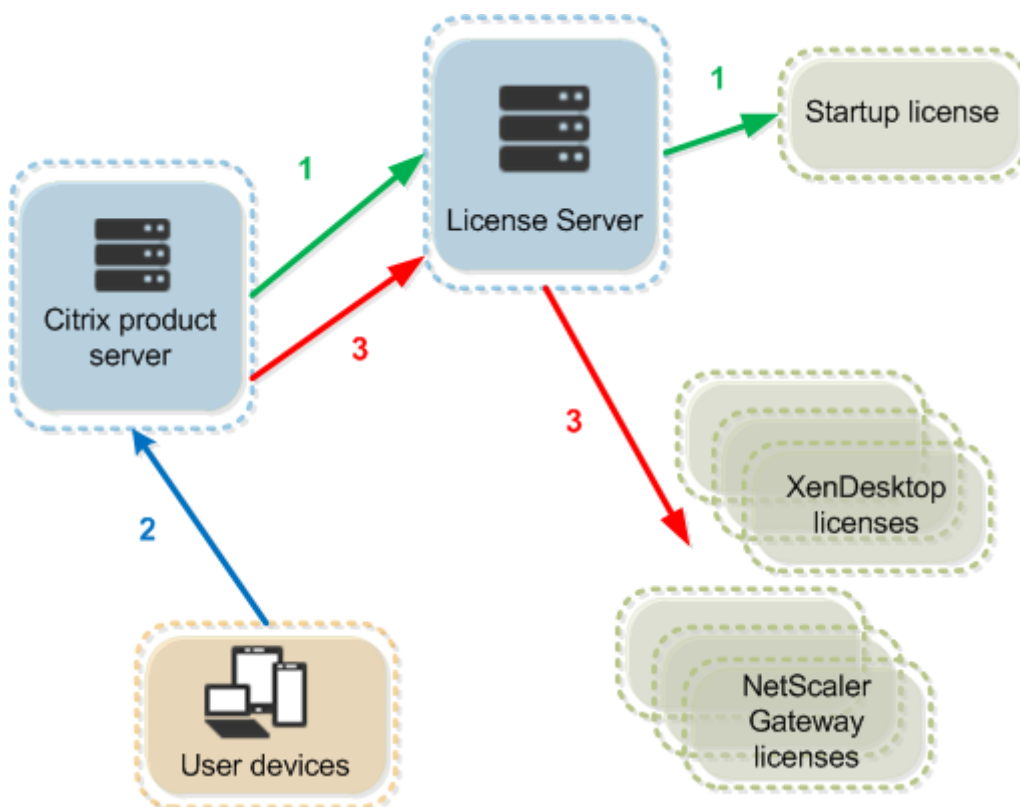 1
Startup license
1
License Server
Citrix product
server
3
3
XenDesktop
licenses
2
NetScaler
Gateway
licenses
User devices